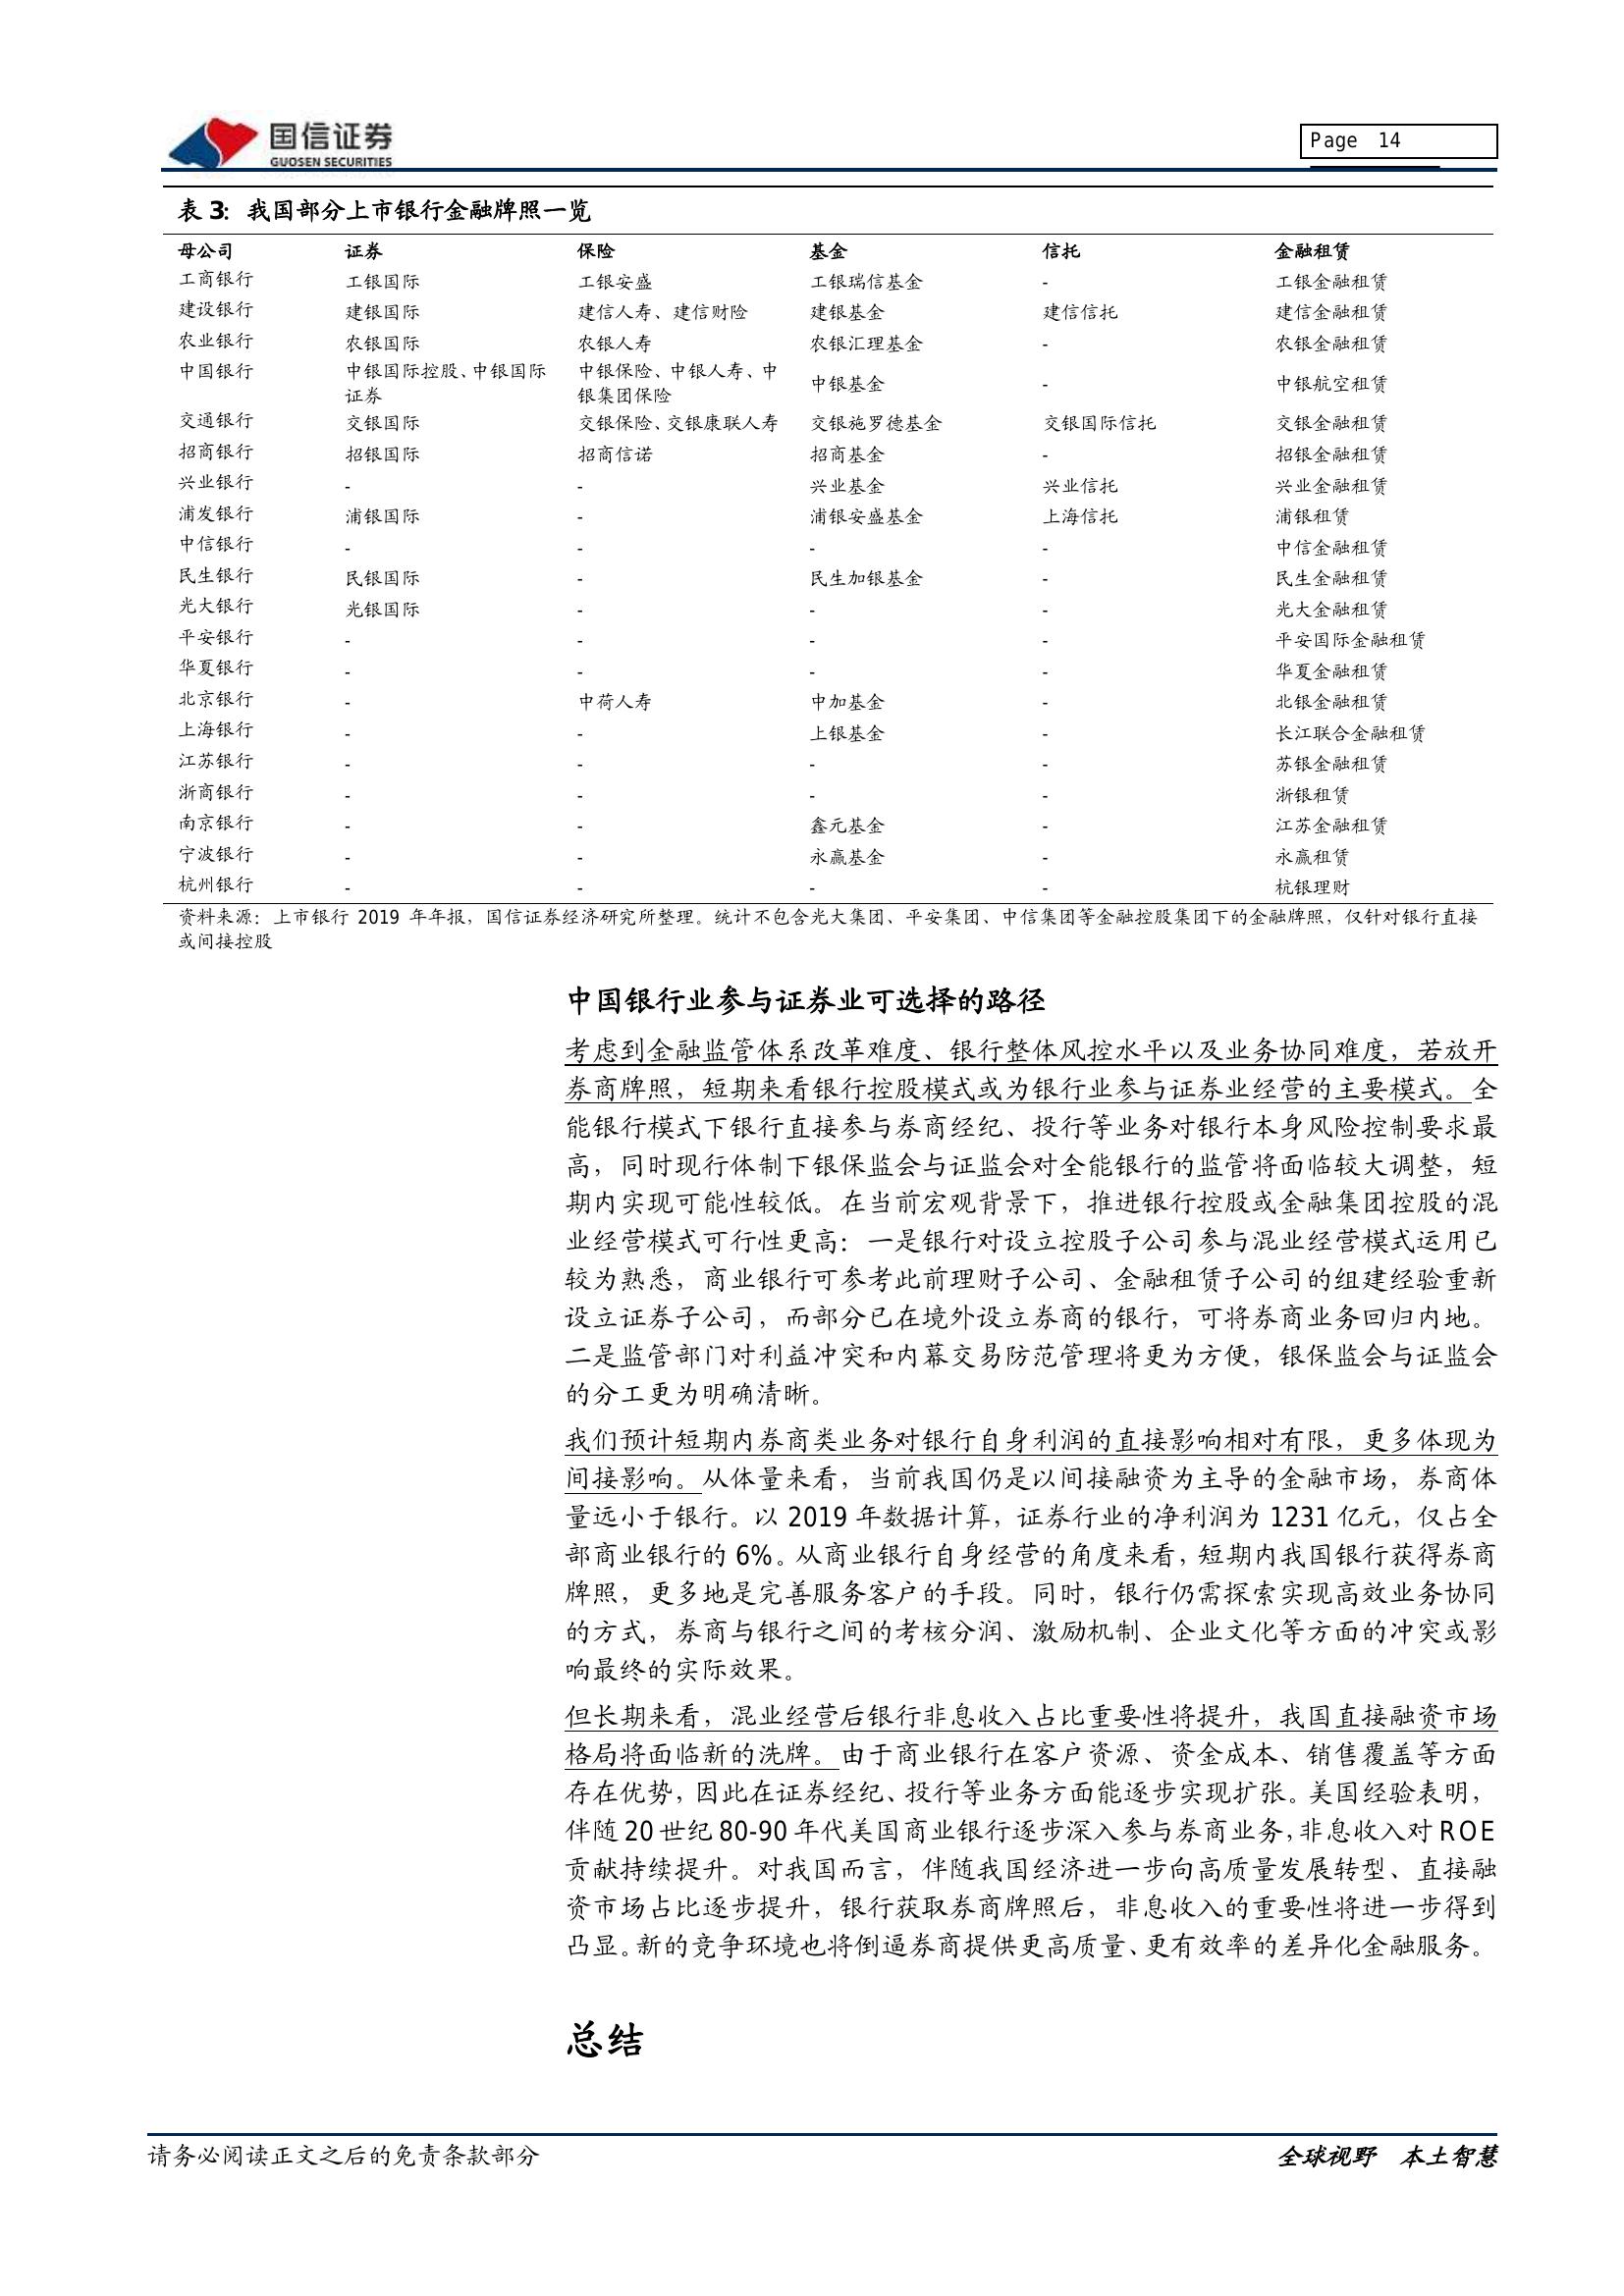 国信证券
GUOSEN SECURITIES
Page 14
表 3：我国部分上市银行金融牌照一览
母公司 证券 保险 基金 信托 金融租赁
工商银行 工银国际 工银安盛 工银瑞信基金 - 工银金融租赁
建设银行 建银国际 建信人寿、建信财险 建银基金 建信信托 建信金融租赁
农业银行 农银国际 农银人寿 农银汇理基金 - 农银金融租赁
中国银行 中银国际控股、中银国际证券 中银保险、中银人寿、中银集团保险 中银基金 - 中银航空租赁
交通银行 交银国际 交银保险、交银康联人寿 交银施罗德基金 交银国际信托 交银金融租赁
招商银行 招银国际 招商信诺 招商基金 - 招银金融租赁
兴业银行 - - 兴业基金 兴业信托 兴业金融租赁
浦发银行 浦银国际 - 浦银安盛基金 上海信托 浦银租赁
中信银行 - - - - 中信金融租赁
民生银行 民银国际 - 民生加银基金 - 民生金融租赁
光大银行 光银国际 - - - 光大金融租赁
平安银行 - - - - 平安国际金融租赁
华夏银行 - - - - 华夏金融租赁
北京银行 - 中荷人寿 中加基金 - 北银金融租赁
上海银行 - - 上银基金 - 长江联合金融租赁
江苏银行 - - - - 苏银金融租赁
浙商银行 - - - - 浙银租赁
南京银行 - - 鑫元基金 - 江苏金融租赁
宁波银行 - - 永赢基金 - 永赢租赁
杭州银行 - - - - 杭银理财
资料来源：上市银行 2019 年年报，国信证券经济研究所整理。统计不包含光大集团、平安集团、中信集团等金融控股集团下的金融牌照，仅针对银行直接
或间接控股
中国银行业参与证券业可选择的路径
考虑到金融监管体系改革难度、银行整体风控水平以及业务协同难度，若放开
券商牌照，短期来看银行控股模式或为银行业参与证券业经营的主要模式。全
能银行模式下银行直接参与券商经纪、投行等业务对银行本身风险控制要求最
高，同时现行体制下银保监会与证监会对全能银行的监管将面临较大调整，短
期内实现可能性较低。在当前宏观背景下，推进银行控股或金融集团控股的混
业经营模式可行性更高：一是银行对设立控股子公司参与混业经营模式运用已
较为熟悉，商业银行可参考此前理财子公司、金融租赁子公司的组建经验重新
设立证券子公司，而部分已在境外设立券商的银行，可将券商业务回归内地。
二是监管部门对利益冲突和内幕交易防范管理将更为方便，银保监会与证监会
的分工更为明确清晰。
我们预计短期内券商类业务对银行自身利润的直接影响相对有限，更多体现为
间接影响。从体量来看，当前我国仍是以间接融资为主导的金融市场，券商体
量远小于银行。以 2019 年数据计算，证券行业的净利润为 1231 亿元，仅占全
部商业银行的 6%。从商业银行自身经营的角度来看，短期内我国银行获得券商
牌照，更多地是完善服务客户的手段。同时，银行仍需探索实现高效业务协同
的方式，券商与银行之间的考核分润、激励机制、企业文化等方面的冲突或影
响最终的实际效果。
但长期来看，混业经营后银行非息收入占比重要性将提升，我国直接融资市场
格局将面临新的洗牌。由于商业银行在客户资源、资金成本、销售覆盖等方面
存在优势，因此在证券经纪、投行等业务方面能逐步实现扩张。美国经验表明，
伴随 20 世纪 80-90 年代美国商业银行逐步深入参与券商业务，非息收入对 ROE
贡献持续提升。对我国而言，伴随我国经济进一步向高质量发展转型、直接融
资市场占比逐步提升，银行获取券商牌照后，非息收入的重要性将进一步得到
凸显。新的竞争环境也将倒逼券商提供更高质量、更有效率的差异化金融服务。
总结
请务必阅读正文之后的免责条款部分
全球视野 本土智慧